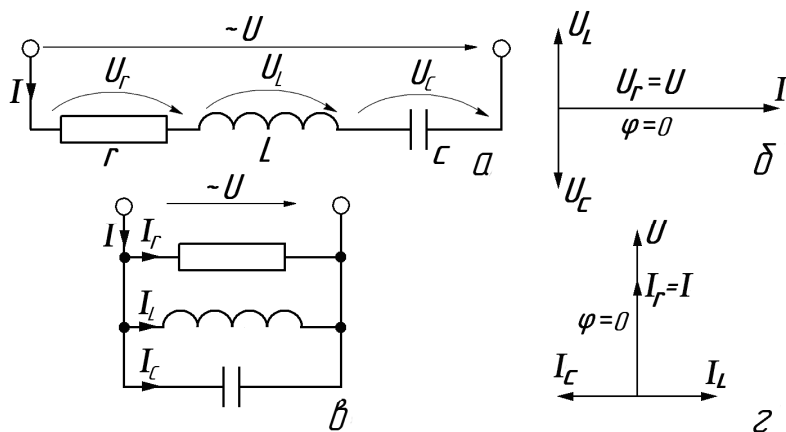 ~U
I
U_r
U_L
U_C
r
L
C
а
U_L
U_r = U
I
φ=0
U_C
б
~U
I
I_r
I_L
I_C
в
U
I_r=I
φ=0
I_C
I_L
г